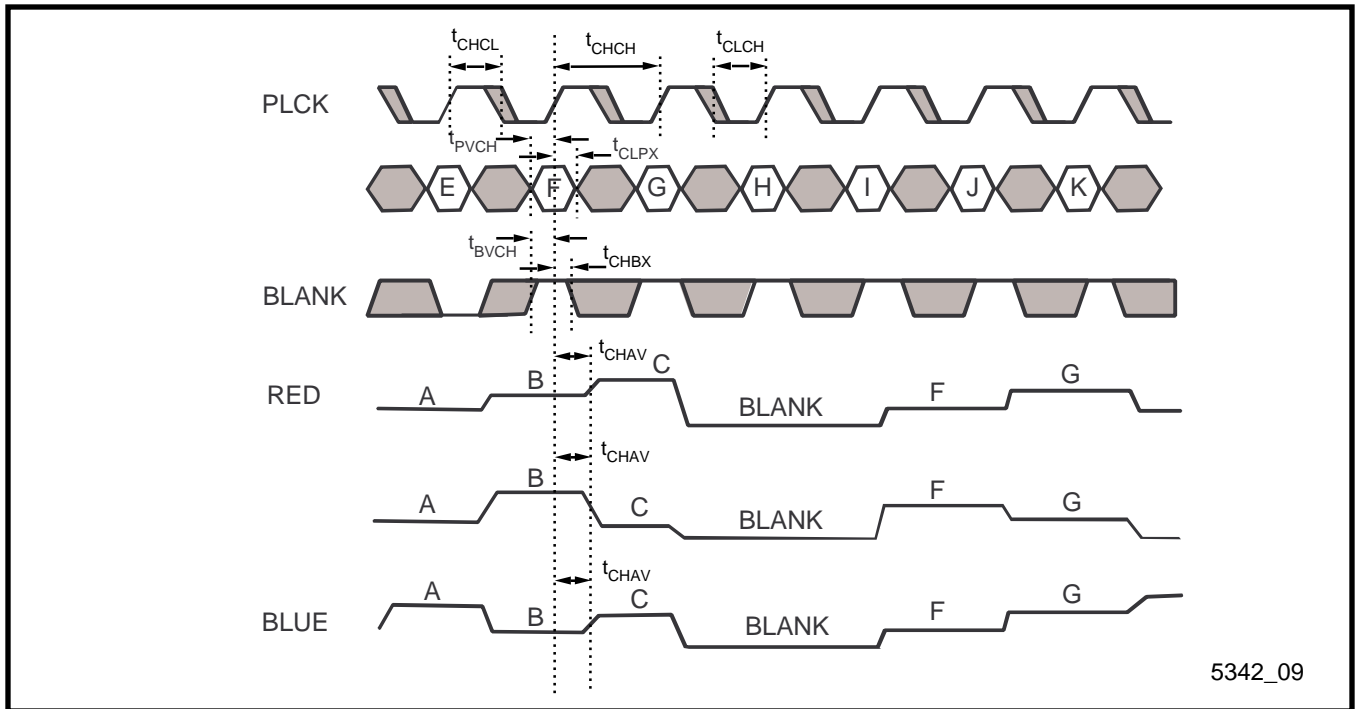 tCHCL
tCHCH
tCLCH
PLCK
tPVCH
tCLPX
E F G H I J K
tBVCH
tCHBX
BLANK
tCHAV
RED
A B C BLANK F G
tCHAV
A B C BLANK F G
tCHAV
BLUE
A B C BLANK F G
5342_09